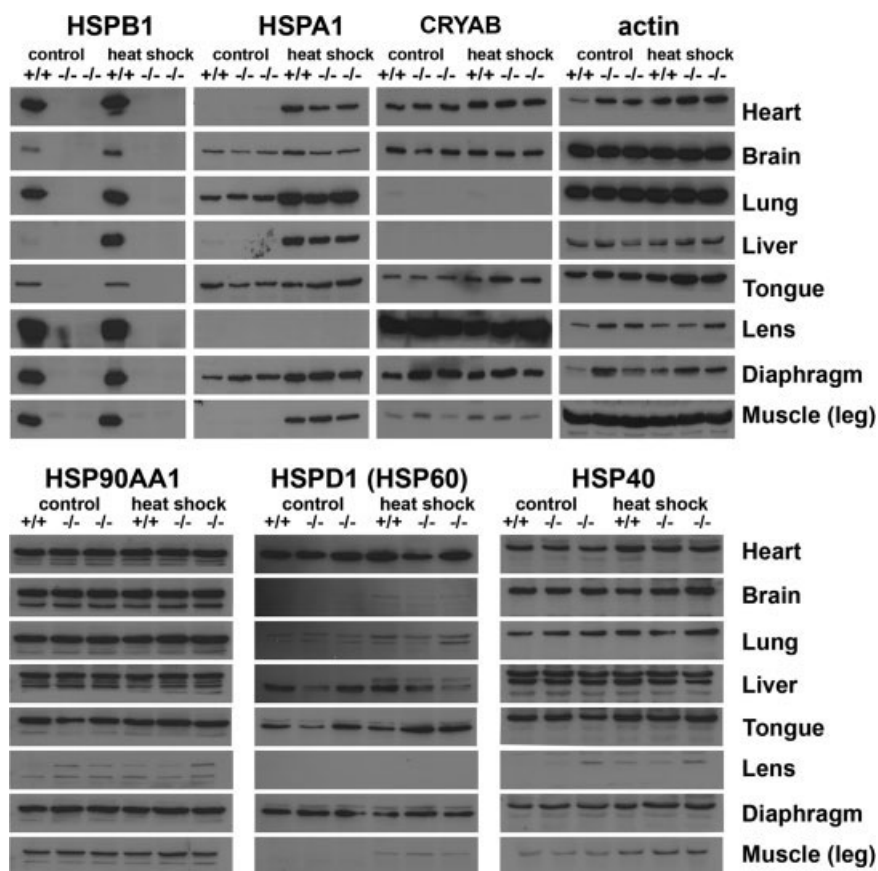 HSPB1 HSPA1 CRYAB actin
control heat shock control heat shock control heat shock control heat shock
+/+ -/- -/- +/+ -/- -/- +/+ -/- -/- +/+ -/- -/- +/+ -/- -/- +/+ -/- -/- +/+ -/- -/- +/+ -/- -/-
Heart
Brain
Lung
Liver
Tongue
Lens
Diaphragm
Muscle (leg)
HSP90AA1 HSPD1 (HSP60) HSP40
control heat shock control heat shock control heat shock
+/+ -/- -/- +/+ -/- -/- +/+ -/- -/- +/+ -/- -/- +/+ -/- -/- +/+ -/- -/-
Heart
Brain
Lung
Liver
Tongue
Lens
Diaphragm
Muscle (leg)